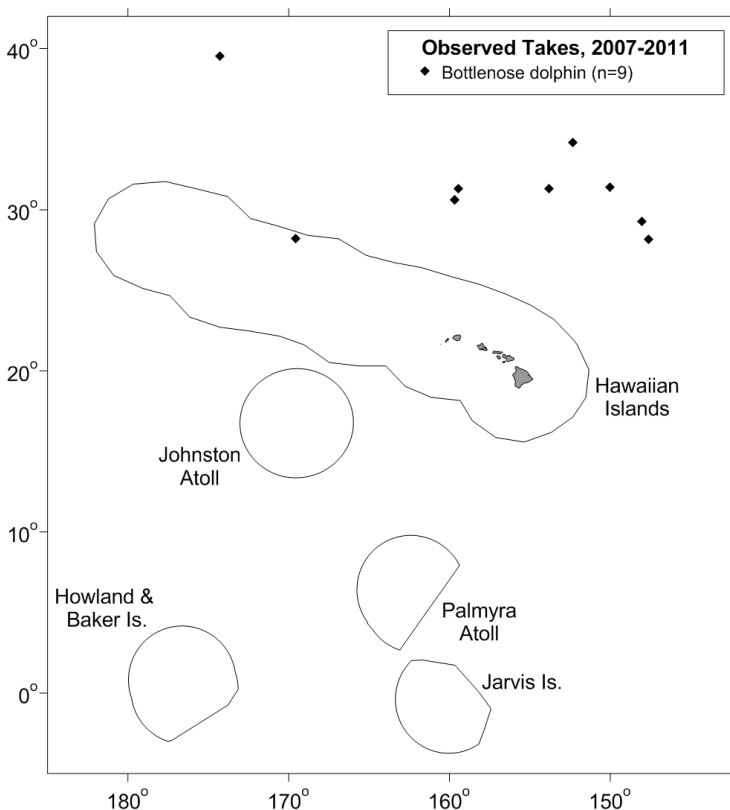 Observed Takes, 2007-2011
Bottlenose dolphin (n=9)
40°
30°
20°
10°
0°
Hawaiian
Islands
Johnston
Atoll
Howland &
Baker Is.
Palmyra
Atoll
Jarvis Is.
180°
170°
160°
150°